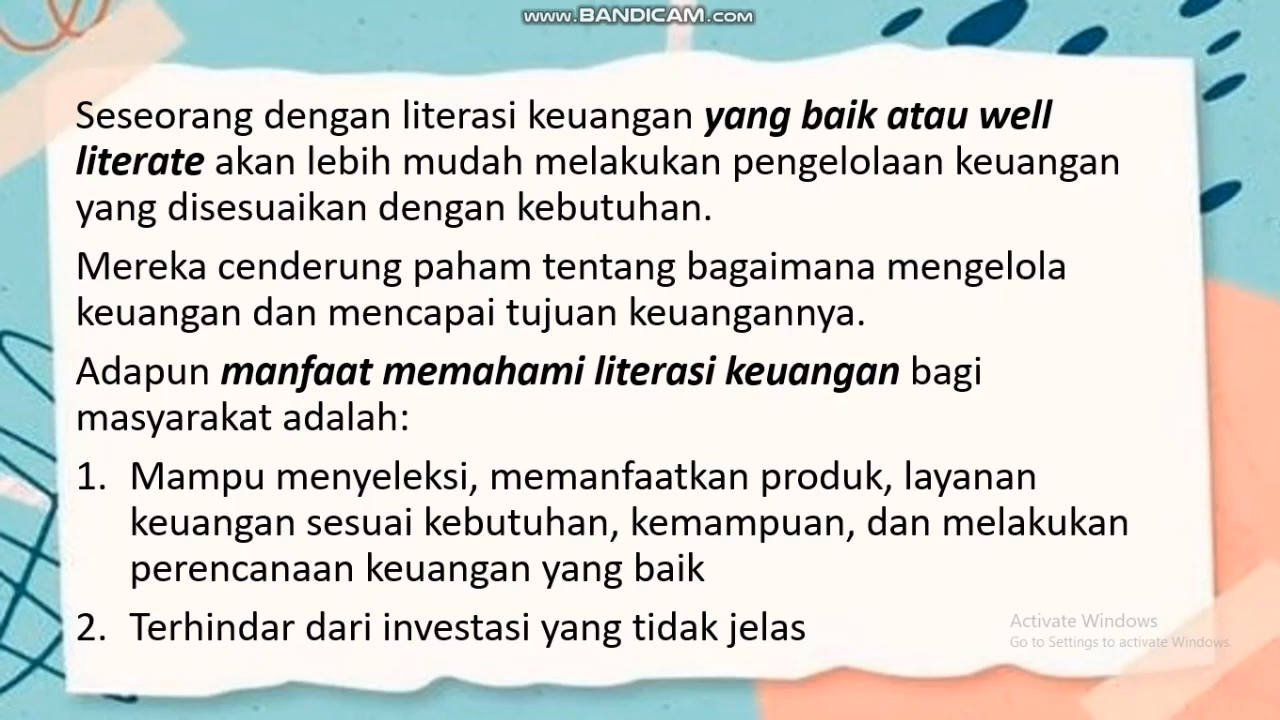 www.BANDICAM.com
Seseorang dengan literasi keuangan yang baik atau well
literate akan lebih mudah melakukan pengelolaan keuangan
yang disesuaikan dengan kebutuhan.
Mereka cenderung paham tentang bagaimana mengelola
keuangan dan mencapai tujuan keuangannya.
Adapun manfaat memahami literasi keuangan bagi
masyarakat adalah:
1. Mampu menyeleksi, memanfaatkan produk, layanan
keuangan sesuai kebutuhan, kemampuan, dan melakukan
perencanaan keuangan yang baik
2. Terhindar dari investasi yang tidak jelas
Activate Windows
Go to Settings to activate Windows.